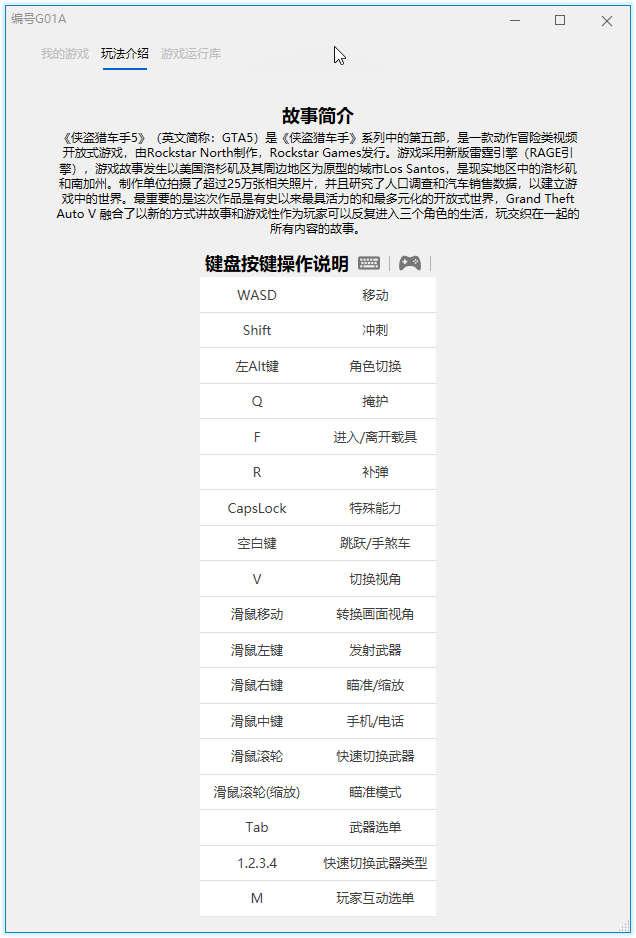 编号G01A
我的游戏 玩法介绍 游戏运行库
故事简介
《侠盗猎车手5》（英文简称：GTA5）是《侠盗猎车手》系列中的第五部，是一款动作冒险类视频
开放式游戏，由Rockstar North制作，Rockstar Games发行。游戏采用新版雷霆引擎（RAGE引
擎），游戏故事发生以美国洛杉矶及其周边地区为原型的城市Los Santos，是现实地区中的洛杉矶
和南加州。制作单位拍摄了超过25万张相关照片，并且研究了人口调查和汽车销售数据，以建立游
戏中的世界。最重要的是这次作品是有史以来最具活力的和最多元化的开放式世界，Grand Theft
Auto V 融合了以新的方式讲故事和游戏性作为玩家可以反复进入三个角色的生活，玩交织在一起的
所有内容的故事。
键盘按键操作说明
WASD 移动
Shift 冲刺
左Alt键 角色切换
Q 掩护
F 进入/离开载具
R 补弹
CapsLock 特殊能力
空白键 跳跃/手煞车
V 切换视角
滑鼠移动 转换画面视角
滑鼠左键 发射武器
滑鼠右键 瞄准/缩放
滑鼠中键 手机/电话
滑鼠滚轮 快速切换武器
滑鼠滚轮(缩放) 瞄准模式
Tab 武器选单
1.2.3.4 快速切换武器类型
M 玩家互动选单